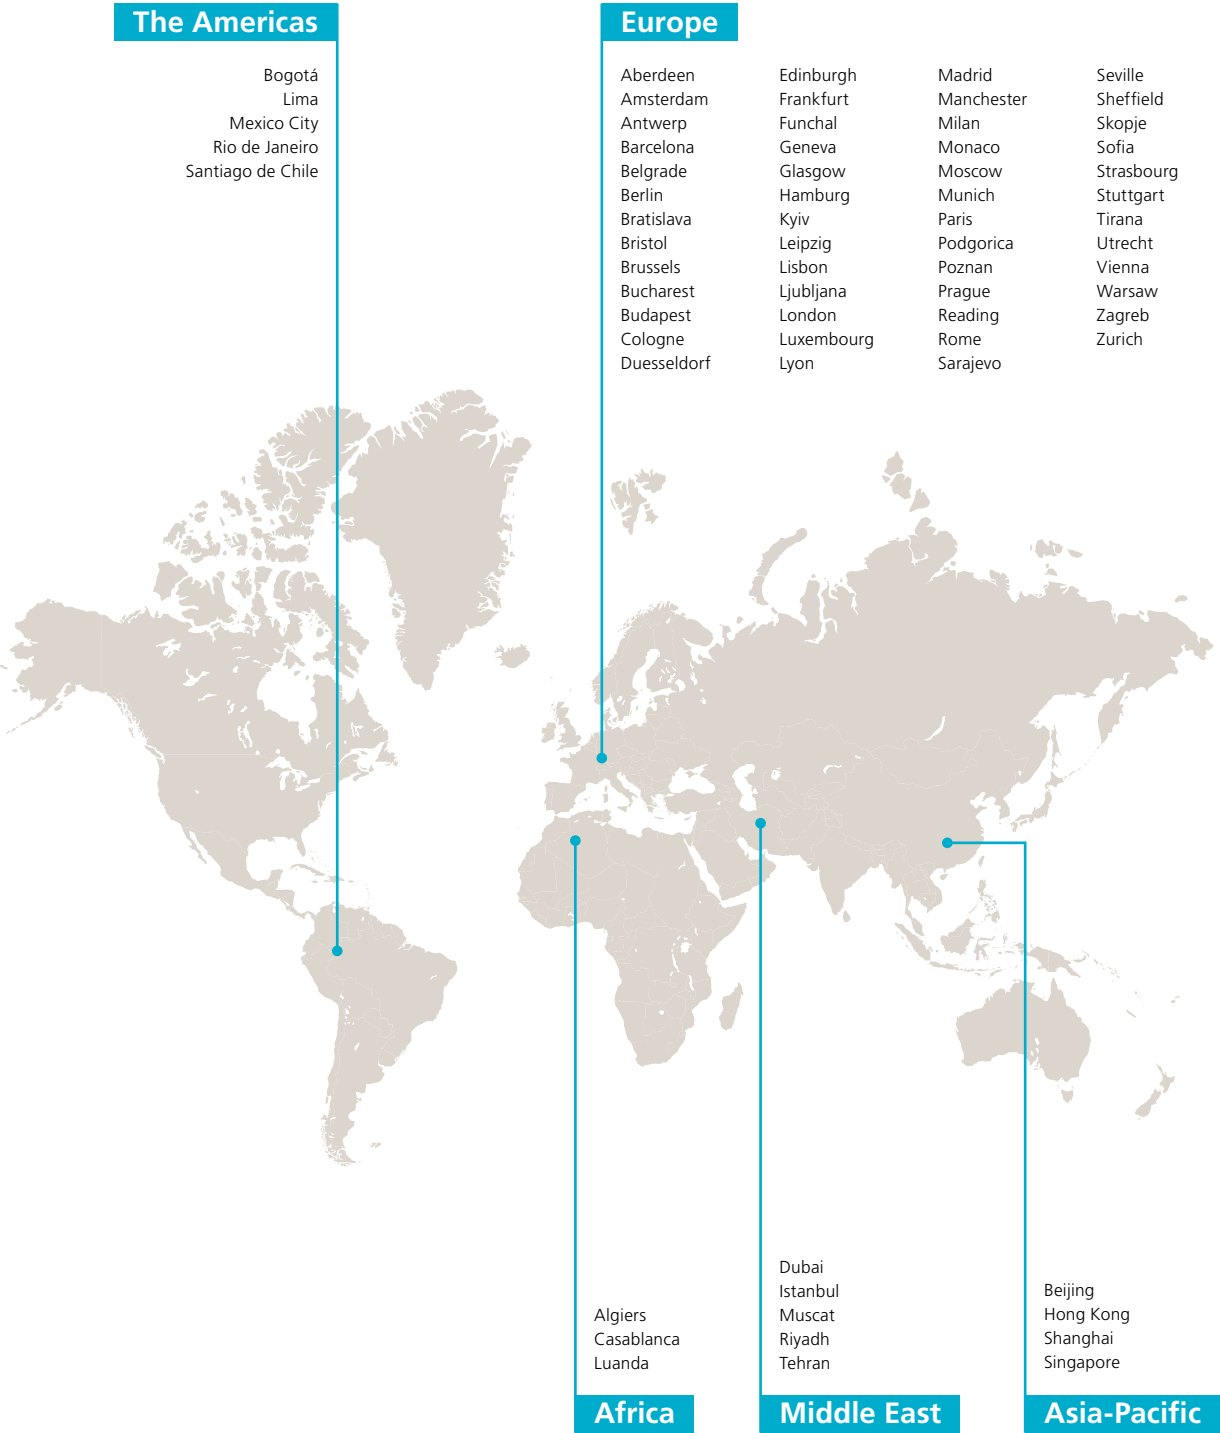 The Americas
Bogotá
Lima
Mexico City
Rio de Janeiro
Santiago de Chile
Europe
Aberdeen
Amsterdam
Antwerp
Barcelona
Belgrade
Berlin
Bratislava
Bristol
Brussels
Bucharest
Budapest
Cologne
Duesseldorf
Edinburgh
Frankfurt
Funchal
Geneva
Glasgow
Hamburg
Kyiv
Leipzig
Lisbon
Ljubljana
London
Luxembourg
Lyon
Madrid
Manchester
Milan
Monaco
Moscow
Munich
Paris
Podgorica
Poznan
Prague
Reading
Rome
Sarajevo
Seville
Sheffield
Skopje
Sofia
Strasbourg
Stuttgart
Tirana
Utrecht
Vienna
Warsaw
Zagreb
Zurich
Algiers
Casablanca
Luanda
Africa
Dubai
Istanbul
Muscat
Riyadh
Tehran
Middle East
Beijing
Hong Kong
Shanghai
Singapore
Asia-Pacific